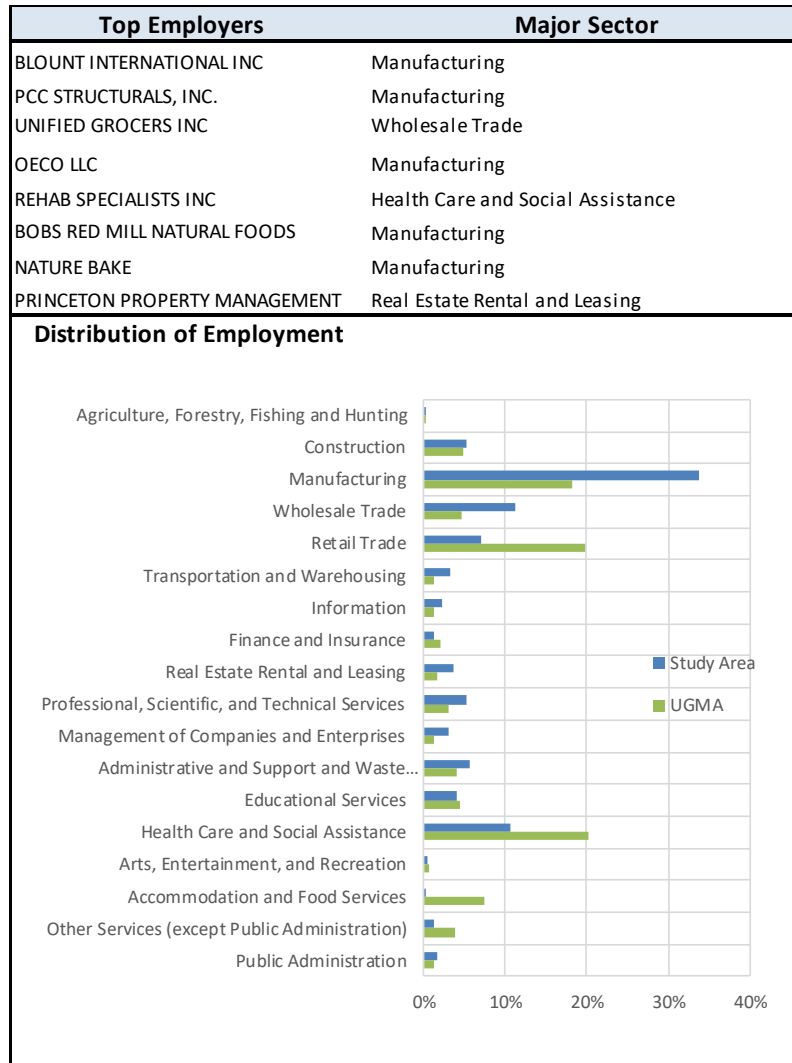 Top Employers Major Sector
BLOUNT INTERNATIONAL INC Manufacturing
PCC STRUCTURALS, INC. Manufacturing
UNIFIED GROCERS INC Wholesale Trade
OECO LLC Manufacturing
REHAB SPECIALISTS INC Health Care and Social Assistance
BOBS RED MILL NATURAL FOODS Manufacturing
NATURE BAKE Manufacturing
PRINCETON PROPERTY MANAGEMENT Real Estate Rental and Leasing
Distribution of Employment
Agriculture, Forestry, Fishing and Hunting
Construction
Manufacturing
Wholesale Trade
Retail Trade
Transportation and Warehousing
Information
Finance and Insurance
Real Estate Rental and Leasing
Professional, Scientific, and Technical Services
Management of Companies and Enterprises
Administrative and Support and Waste...
Educational Services
Health Care and Social Assistance
Arts, Entertainment, and Recreation
Accommodation and Food Services
Other Services (except Public Administration)
Public Administration
Study Area
UGMA
0% 10% 20% 30% 40%